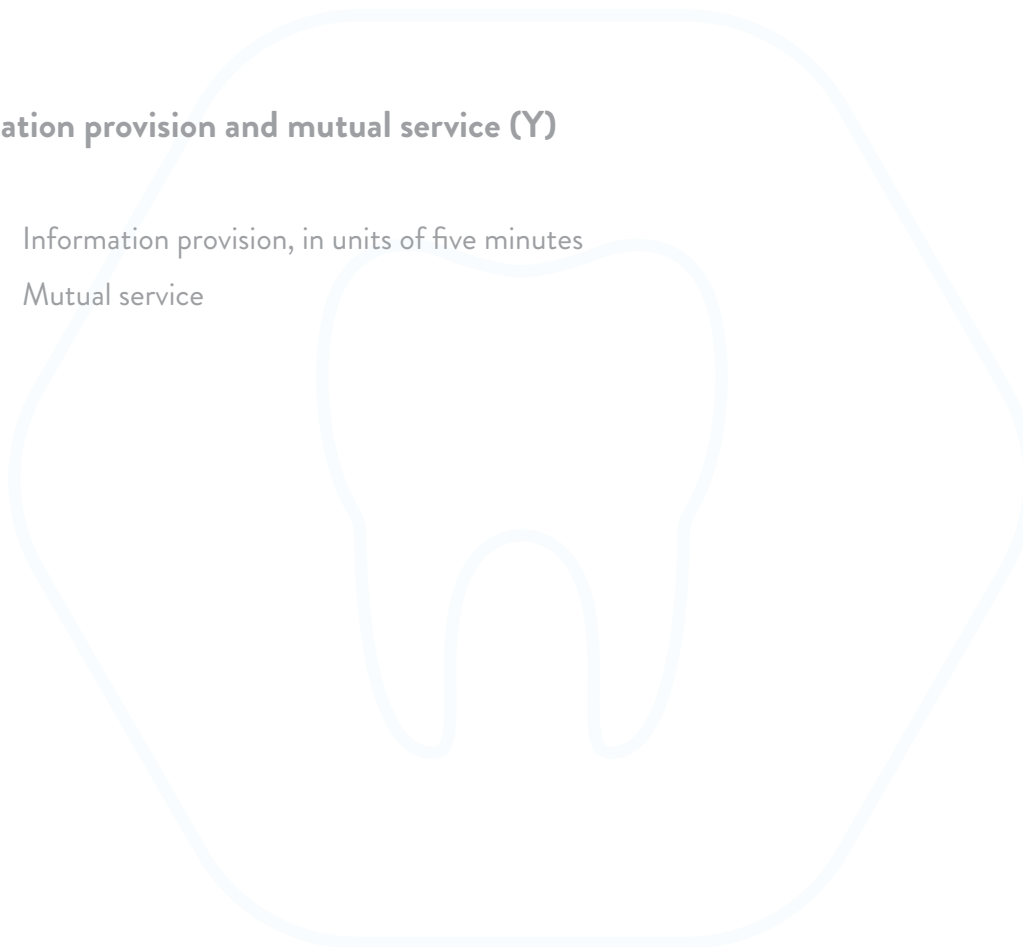 ation provision and mutual service (Y)
Information provision, in units of five minutes
Mutual service